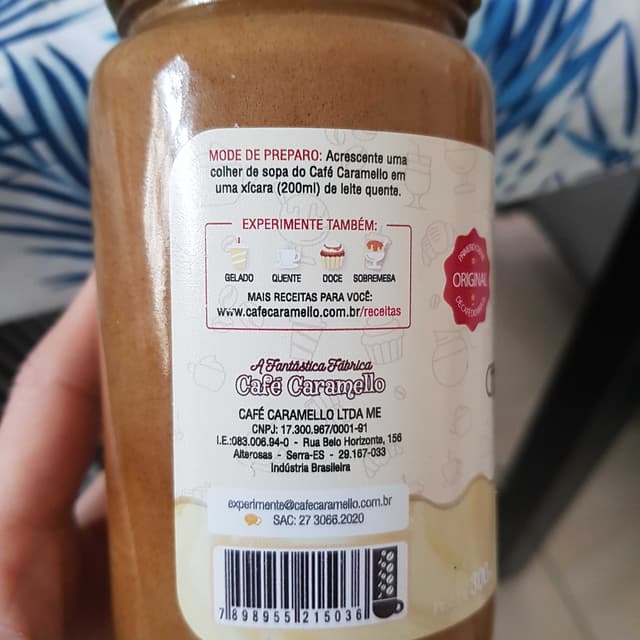 MODE DE PREPARO: Acrescente uma
colher de sopa do Café Caramello em
uma xícara (200ml) de leite quente.
EXPERIMENTE TAMBÉM:
GELADO QUENTE DOCE SOBREMESA
MAIS RECEITAS PARA VOCÊ:
www.cafecaramello.com.br/receitas
A Fantástica Fábrica
Café Caramello
CAFÉ CARAMELLO LTDA ME
CNPJ: 17.300.967/0001-91
I.E.:083.006.94-0 - Rua Belo Horizonte, 156
Alterosas - Serra-ES - 29.167-033
Indústria Brasileira
experimente@cafecaramello.com.br
SAC: 27 3066.2020
7 898955 215036
ORIGINAL